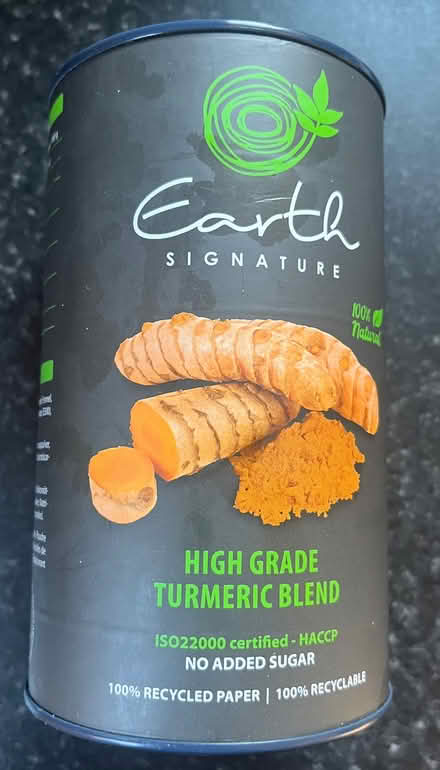 Earth
SIGNATURE
100%
Natural
HIGH GRADE
TURMERIC BLEND
ISO22000 certified - HACCP
NO ADDED SUGAR
100% RECYCLED PAPER | 100% RECYCLABLE